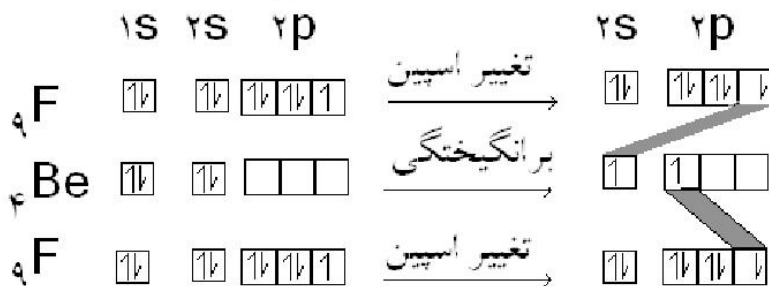 ۱s ۲s ۲p ۲s ۲p
۹F ⥮ ⥮ ⥮ ⥮ ↿ تغییر اسپین ⥮ ⥮ ⥮ ⇂
۴Be ⥮ ⥮ برانگیختگی ↿ ↿
۹F ⥮ ⥮ ⥮ ⥮ ↿ تغییر اسپین ⥮ ⥮ ⥮ ⇂